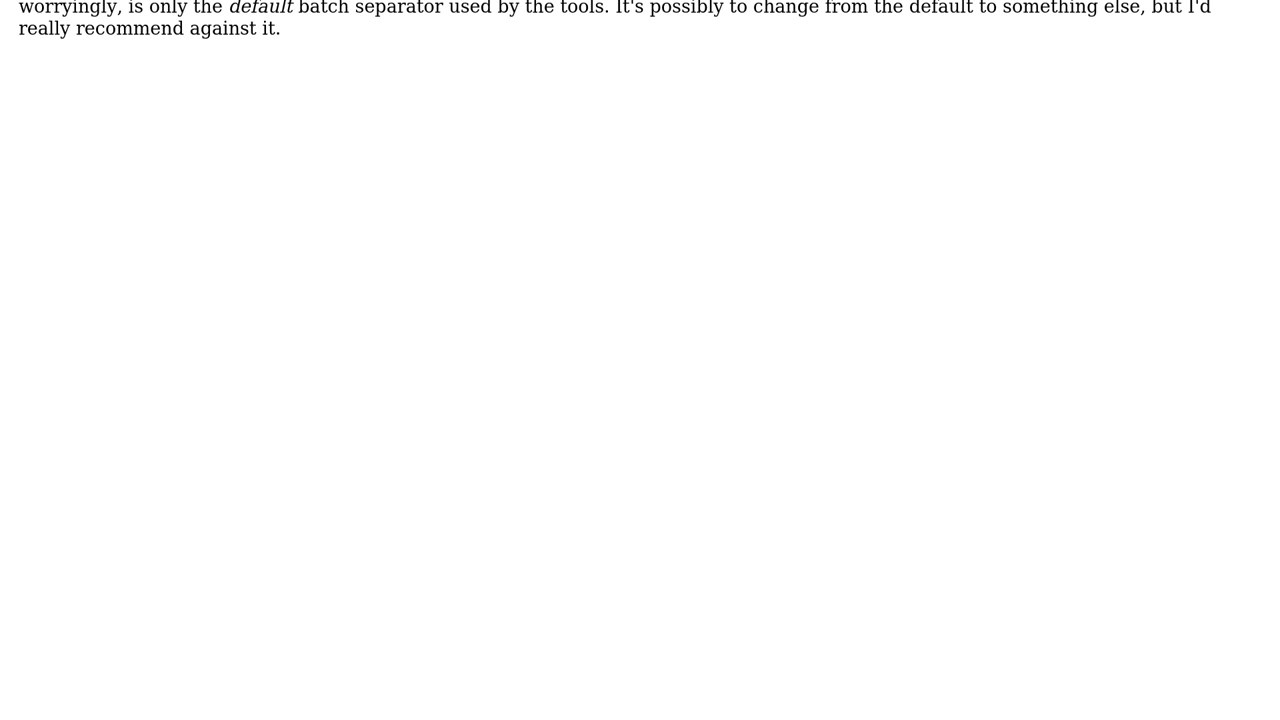 worryingly, is only the default batch separator used by the tools. It's possibly to change from the default to something else, but I'd
really recommend against it.